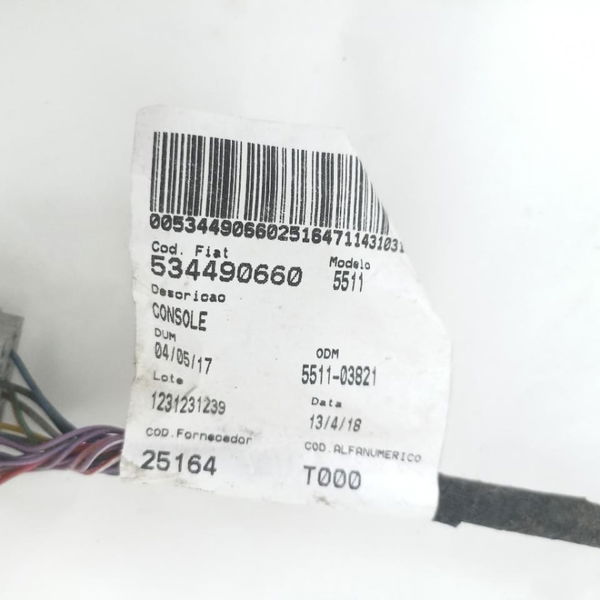 0053449066025164711431031
Cod. Fiat
534490660
Modelo
5511
Desoricao
CONSOLE
DUM
04/05/17
ODM
5511-03821
Lote
1231231239
Data
13/4/18
COD.Fornecedor
25164
COD.ALFANUMERICO
T000